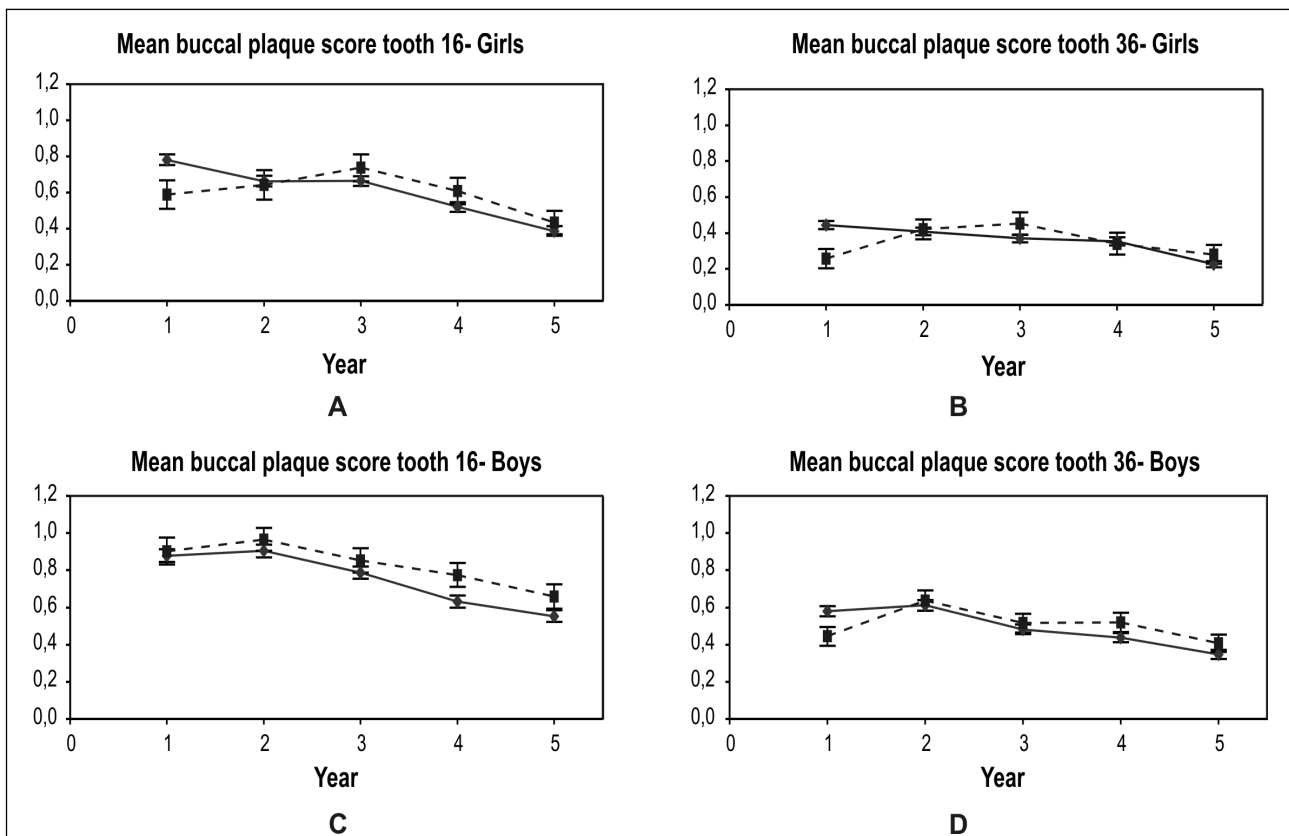 Mean buccal plaque score tooth 16- Girls
1,2
1,0
0,8
0,6
0,4
0,2
0,0
0 1 2 3 4 5
Year
A
Mean buccal plaque score tooth 36- Girls
1,2
1,0
0,8
0,6
0,4
0,2
0,0
0 1 2 3 4 5
Year
B
Mean buccal plaque score tooth 16- Boys
1,2
1,0
0,8
0,6
0,4
0,2
0,0
0 1 2 3 4 5
Year
C
Mean buccal plaque score tooth 36- Boys
1,2
1,0
0,8
0,6
0,4
0,2
0,0
0 1 2 3 4 5
Year
D